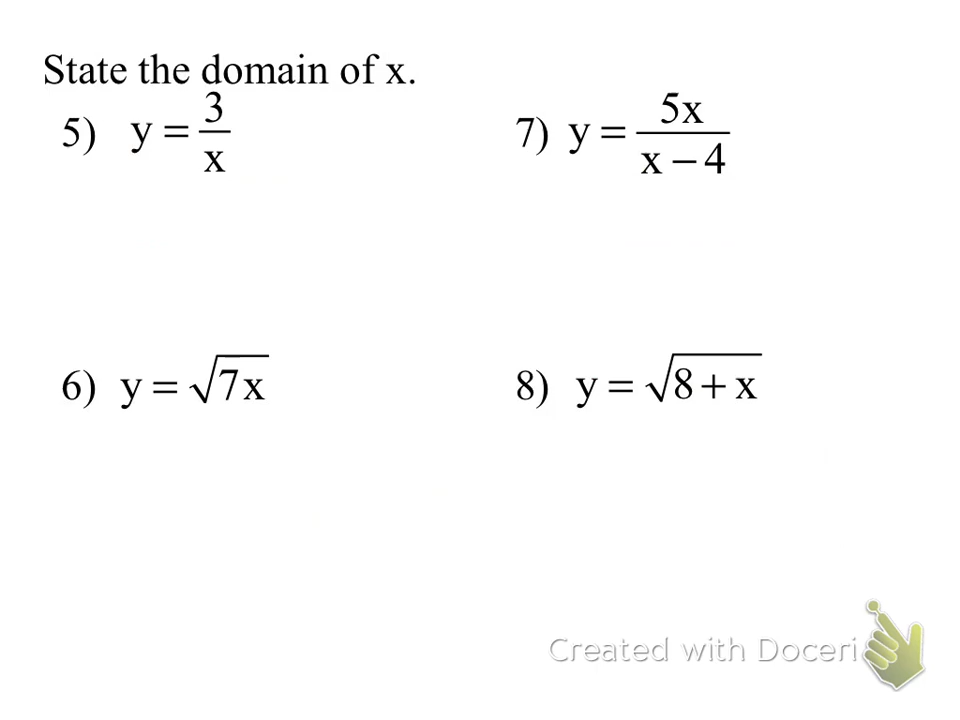 State the domain of x.
5) y = 3/x
7) y = 5x/(x − 4)
6) y = √7x
8) y = √8 + x
Created with Doceri